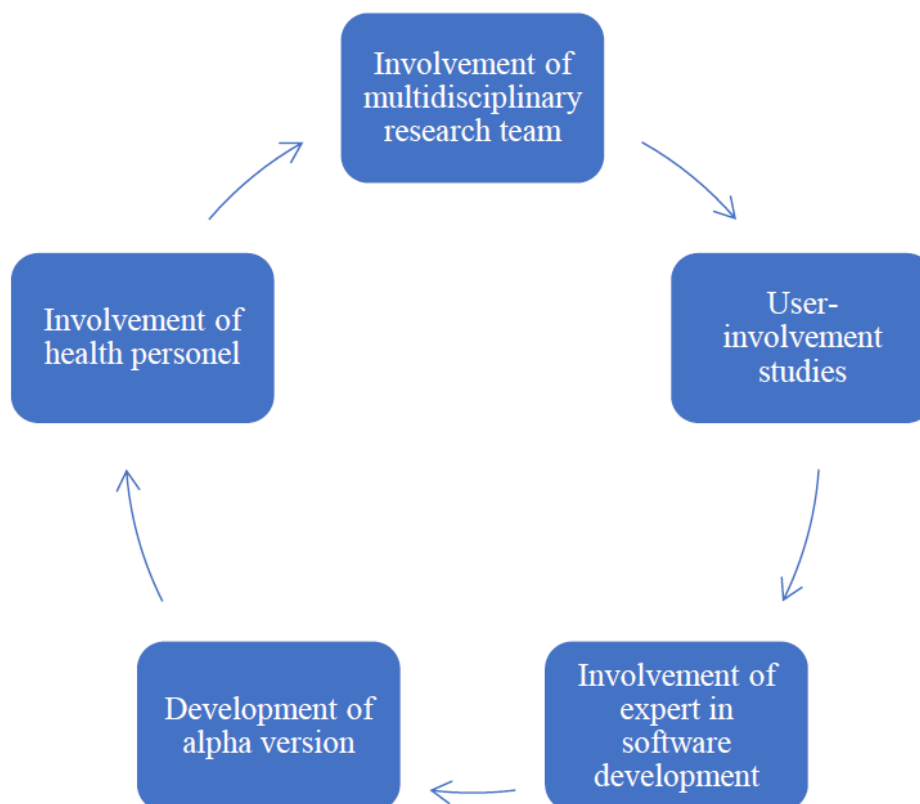 Involvement of
multidisciplinary
research team
User-
involvement
studies
Involvement of
expert in
software
development
Development of
alpha version
Involvement of
health personel